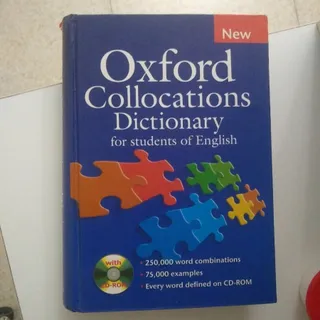 New
Oxford
Collocations
Dictionary
for students of English
with
CD-ROM
· 250,000 word combinations
· 75,000 examples
· Every word defined on CD-ROM